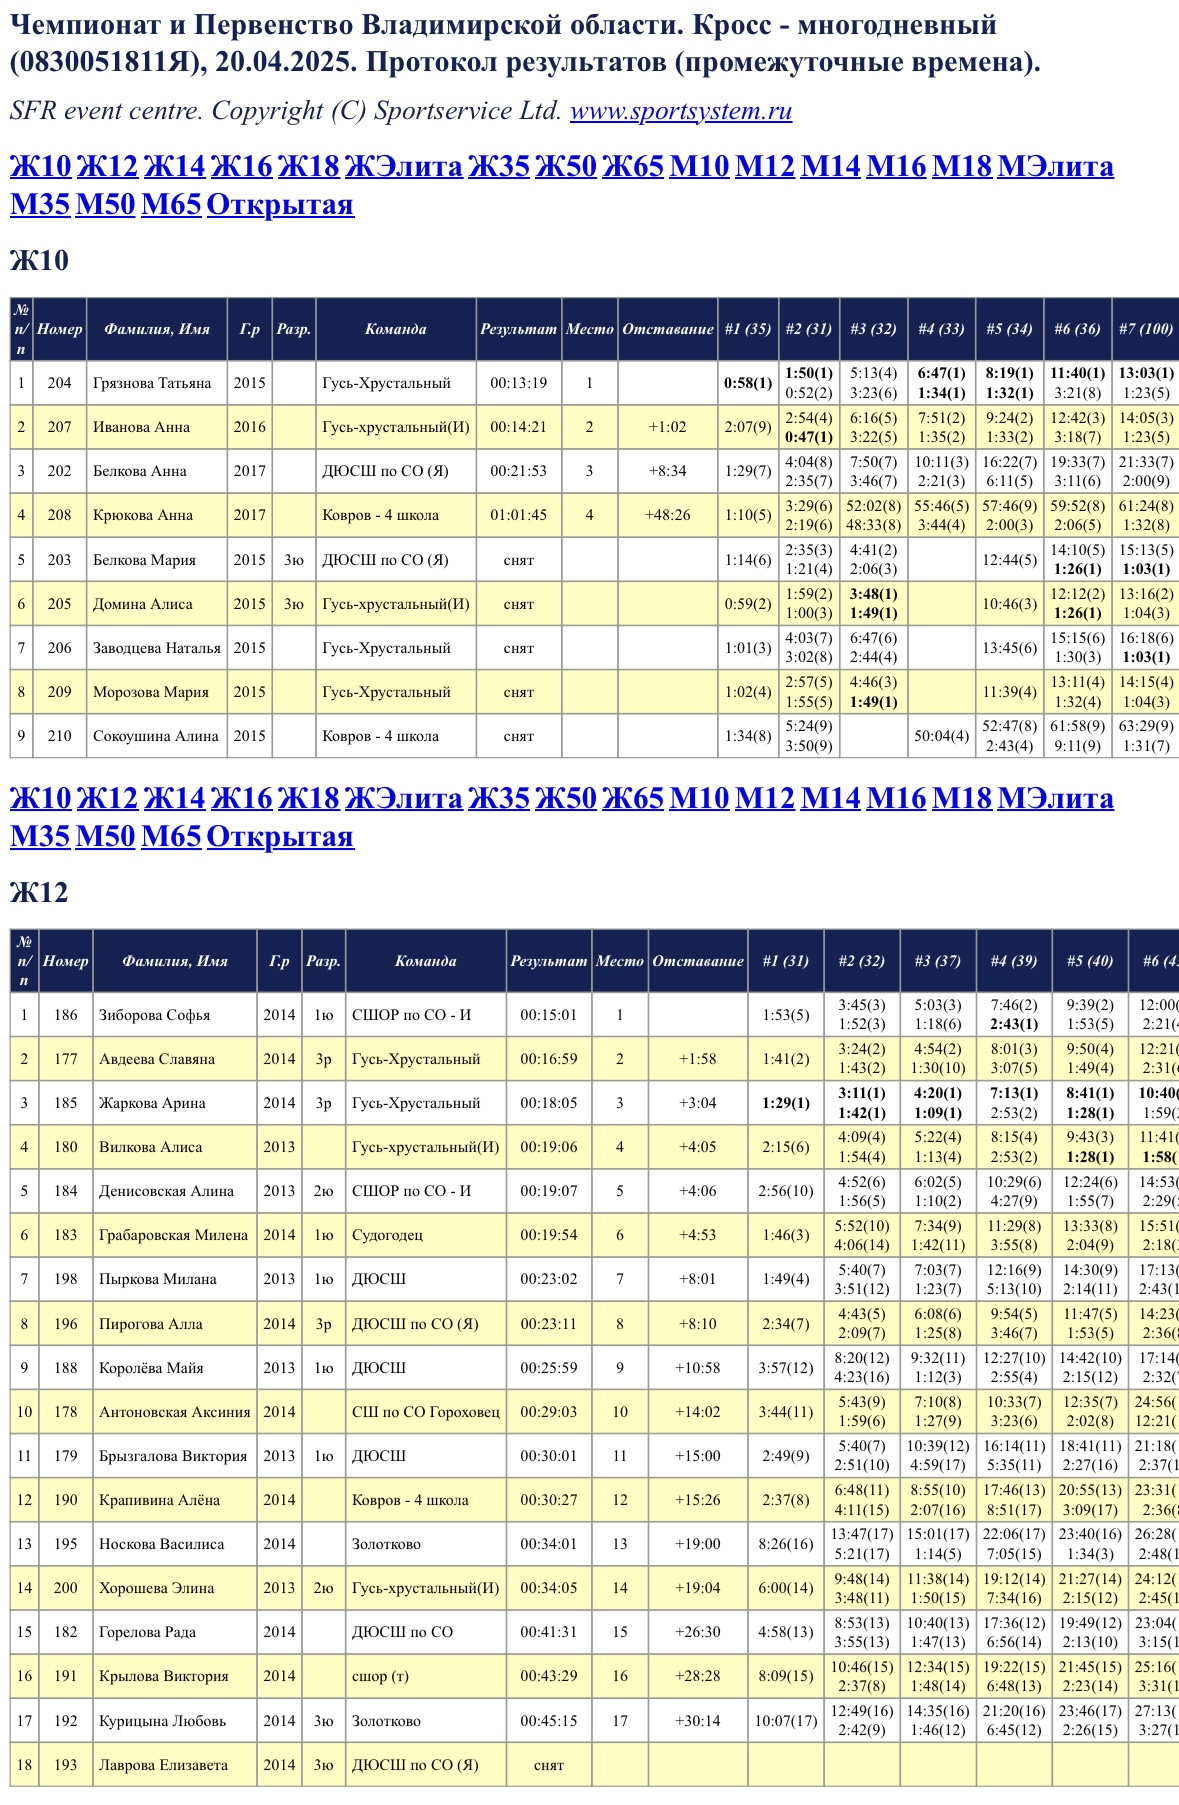 Чемпионат и Первенство Владимирской области. Кросс - многодневный
(0830051811Я), 20.04.2025. Протокол результатов (промежуточные времена).
SFR event centre. Copyright (C) Sportservice Ltd. www.sportsystem.ru
Ж10 Ж12 Ж14 Ж16 Ж18 ЖЭлита Ж35 Ж50 Ж65 М10 М12 М14 М16 М18 МЭлита
М35 М50 М65 Открытая
Ж10
№ п/п Номер Фамилия, Имя Г.р Разр. Команда Результат Место Отставание #1 (35) #2 (31) #3 (32) #4 (33) #5 (34) #6 (36) #7 (100)
1 204 Грязнова Татьяна 2015 Гусь-Хрустальный 00:13:19 1 0:58(1) 1:50(1) 5:13(4) 6:47(1) 8:19(1) 11:40(1) 13:03(1)
0:52(2) 3:23(6) 1:34(1) 1:32(1) 3:21(8) 1:23(5)
2 207 Иванова Анна 2016 Гусь-хрустальный(И) 00:14:21 2 +1:02 2:07(9) 2:54(4) 6:16(5) 7:51(2) 9:24(2) 12:42(3) 14:05(3)
0:47(1) 3:22(5) 1:35(2) 1:33(2) 3:18(7) 1:23(5)
3 202 Белкова Анна 2017 ДЮСШ по СО (Я) 00:21:53 3 +8:34 1:29(7) 4:04(8) 7:50(7) 10:11(3) 16:22(7) 19:33(7) 21:33(7)
2:35(7) 3:46(7) 2:21(3) 6:11(5) 3:11(6) 2:00(9)
4 208 Крюкова Анна 2017 Ковров - 4 школа 01:01:45 4 +48:26 1:10(5) 3:29(6) 52:02(8) 55:46(5) 57:46(9) 59:52(8) 61:24(8)
2:19(6) 48:33(8) 3:44(4) 2:00(3) 2:06(5) 1:32(8)
5 203 Белкова Мария 2015 3ю ДЮСШ по СО (Я) снят 1:14(6) 2:35(3) 4:41(2) 12:44(5) 14:10(5) 15:13(5)
1:21(4) 2:06(3) 1:26(1) 1:03(1)
6 205 Домина Алиса 2015 3ю Гусь-хрустальный(И) снят 0:59(2) 1:59(2) 3:48(1) 10:46(3) 12:12(2) 13:16(2)
1:00(3) 1:49(1) 1:26(1) 1:04(3)
7 206 Заводцева Наталья 2015 Гусь-Хрустальный снят 1:01(3) 4:03(7) 6:47(6) 13:45(6) 15:15(6) 16:18(6)
3:02(8) 2:44(4) 1:30(3) 1:03(1)
8 209 Морозова Мария 2015 Гусь-Хрустальный снят 1:02(4) 2:57(5) 4:46(3) 11:39(4) 13:11(4) 14:15(4)
1:55(5) 1:49(1) 1:32(4) 1:04(3)
9 210 Сокоушина Алина 2015 Ковров - 4 школа снят 1:34(8) 5:24(9) 50:04(4) 52:47(8) 61:58(9) 63:29(9)
3:50(9) 2:43(4) 9:11(9) 1:31(7)
Ж10 Ж12 Ж14 Ж16 Ж18 ЖЭлита Ж35 Ж50 Ж65 М10 М12 М14 М16 М18 МЭлита
М35 М50 М65 Открытая
Ж12
№ п/п Номер Фамилия, Имя Г.р Разр. Команда Результат Место Отставание #1 (31) #2 (32) #3 (37) #4 (39) #5 (40) #6 (4
1 186 Зиборова Софья 2014 1ю СШОР по СО - И 00:15:01 1 1:53(5) 3:45(3) 5:03(3) 7:46(2) 9:39(2) 12:00(
1:52(3) 1:18(6) 2:43(1) 1:53(5) 2:21(
2 177 Авдеева Славяна 2014 3р Гусь-Хрустальный 00:16:59 2 +1:58 1:41(2) 3:24(2) 4:54(2) 8:01(3) 9:50(4) 12:21(
1:43(2) 1:30(10) 3:07(5) 1:49(4) 2:31(
3 185 Жаркова Арина 2014 3р Гусь-Хрустальный 00:18:05 3 +3:04 1:29(1) 3:11(1) 4:20(1) 7:13(1) 8:41(1) 10:40(
1:42(1) 1:09(1) 2:53(2) 1:28(1) 1:59(
4 180 Вилкова Алиса 2013 Гусь-хрустальный(И) 00:19:06 4 +4:05 2:15(6) 4:09(4) 5:22(4) 8:15(4) 9:43(3) 11:41(
1:54(4) 1:13(4) 2:53(2) 1:28(1) 1:58(
5 184 Денисовская Алина 2013 2ю СШОР по СО - И 00:19:07 5 +4:06 2:56(10) 4:52(6) 6:02(5) 10:29(6) 12:24(6) 14:53(
1:56(5) 1:10(2) 4:27(9) 1:55(7) 2:29(
6 183 Грабаровская Милена 2014 1ю Судогодец 00:19:54 6 +4:53 1:46(3) 5:52(10) 7:34(9) 11:29(8) 13:33(8) 15:51(
4:06(14) 1:42(11) 3:55(8) 2:04(9) 2:18(
7 198 Пыркова Милана 2013 1ю ДЮСШ 00:23:02 7 +8:01 1:49(4) 5:40(7) 7:03(7) 12:16(9) 14:30(9) 17:13(
3:51(12) 1:23(7) 5:13(10) 2:14(11) 2:43(1
8 196 Пирогова Алла 2014 3р ДЮСШ по СО (Я) 00:23:11 8 +8:10 2:34(7) 4:43(5) 6:08(6) 9:54(5) 11:47(5) 14:23(
2:09(7) 1:25(8) 3:46(7) 1:53(5) 2:36(
9 188 Королёва Майя 2013 1ю ДЮСШ 00:25:59 9 +10:58 3:57(12) 8:20(12) 9:32(11) 12:27(10) 14:42(10) 17:14(
4:23(16) 1:12(3) 2:55(4) 2:15(12) 2:32(
10 178 Антоновская Аксиния 2014 СШ по СО Гороховец 00:29:03 10 +14:02 3:44(11) 5:43(9) 7:10(8) 10:33(7) 12:35(7) 24:56(
1:59(6) 1:27(9) 3:23(6) 2:02(8) 12:21(
11 179 Брызгалова Виктория 2013 1ю ДЮСШ 00:30:01 11 +15:00 2:49(9) 5:40(7) 10:39(12) 16:14(11) 18:41(11) 21:18(
2:51(10) 4:59(17) 5:35(11) 2:27(16) 2:37(1
12 190 Крапивина Алёна 2014 Ковров - 4 школа 00:30:27 12 +15:26 2:37(8) 6:48(11) 8:55(10) 17:46(13) 20:55(13) 23:31(
4:11(15) 2:07(16) 8:51(17) 3:09(17) 2:36(
13 195 Носкова Василиса 2014 Золотково 00:34:01 13 +19:00 8:26(16) 13:47(17) 15:01(17) 22:06(17) 23:40(16) 26:28(
5:21(17) 1:14(5) 7:05(15) 1:34(3) 2:48(1
14 200 Хорошева Элина 2013 2ю Гусь-хрустальный(И) 00:34:05 14 +19:04 6:00(14) 9:48(14) 11:38(14) 19:12(14) 21:27(14) 24:12(
3:48(11) 1:50(15) 7:34(16) 2:15(12) 2:45(1
15 182 Горелова Рада 2014 ДЮСШ по СО 00:41:31 15 +26:30 4:58(13) 8:53(13) 10:40(13) 17:36(12) 19:49(12) 23:04(
3:55(13) 1:47(13) 6:56(14) 2:13(10) 3:15(1
16 191 Крылова Виктория 2014 сшор (т) 00:43:29 16 +28:28 8:09(15) 10:46(15) 12:34(15) 19:22(15) 21:45(15) 25:16(
2:37(8) 1:48(14) 6:48(13) 2:23(14) 3:31(1
17 192 Курицына Любовь 2014 3ю Золотково 00:45:15 17 +30:14 10:07(17) 12:49(16) 14:35(16) 21:20(16) 23:46(17) 27:13(
2:42(9) 1:46(12) 6:45(12) 2:26(15) 3:27(1
18 193 Лаврова Елизавета 2014 3ю ДЮСШ по СО (Я) снят